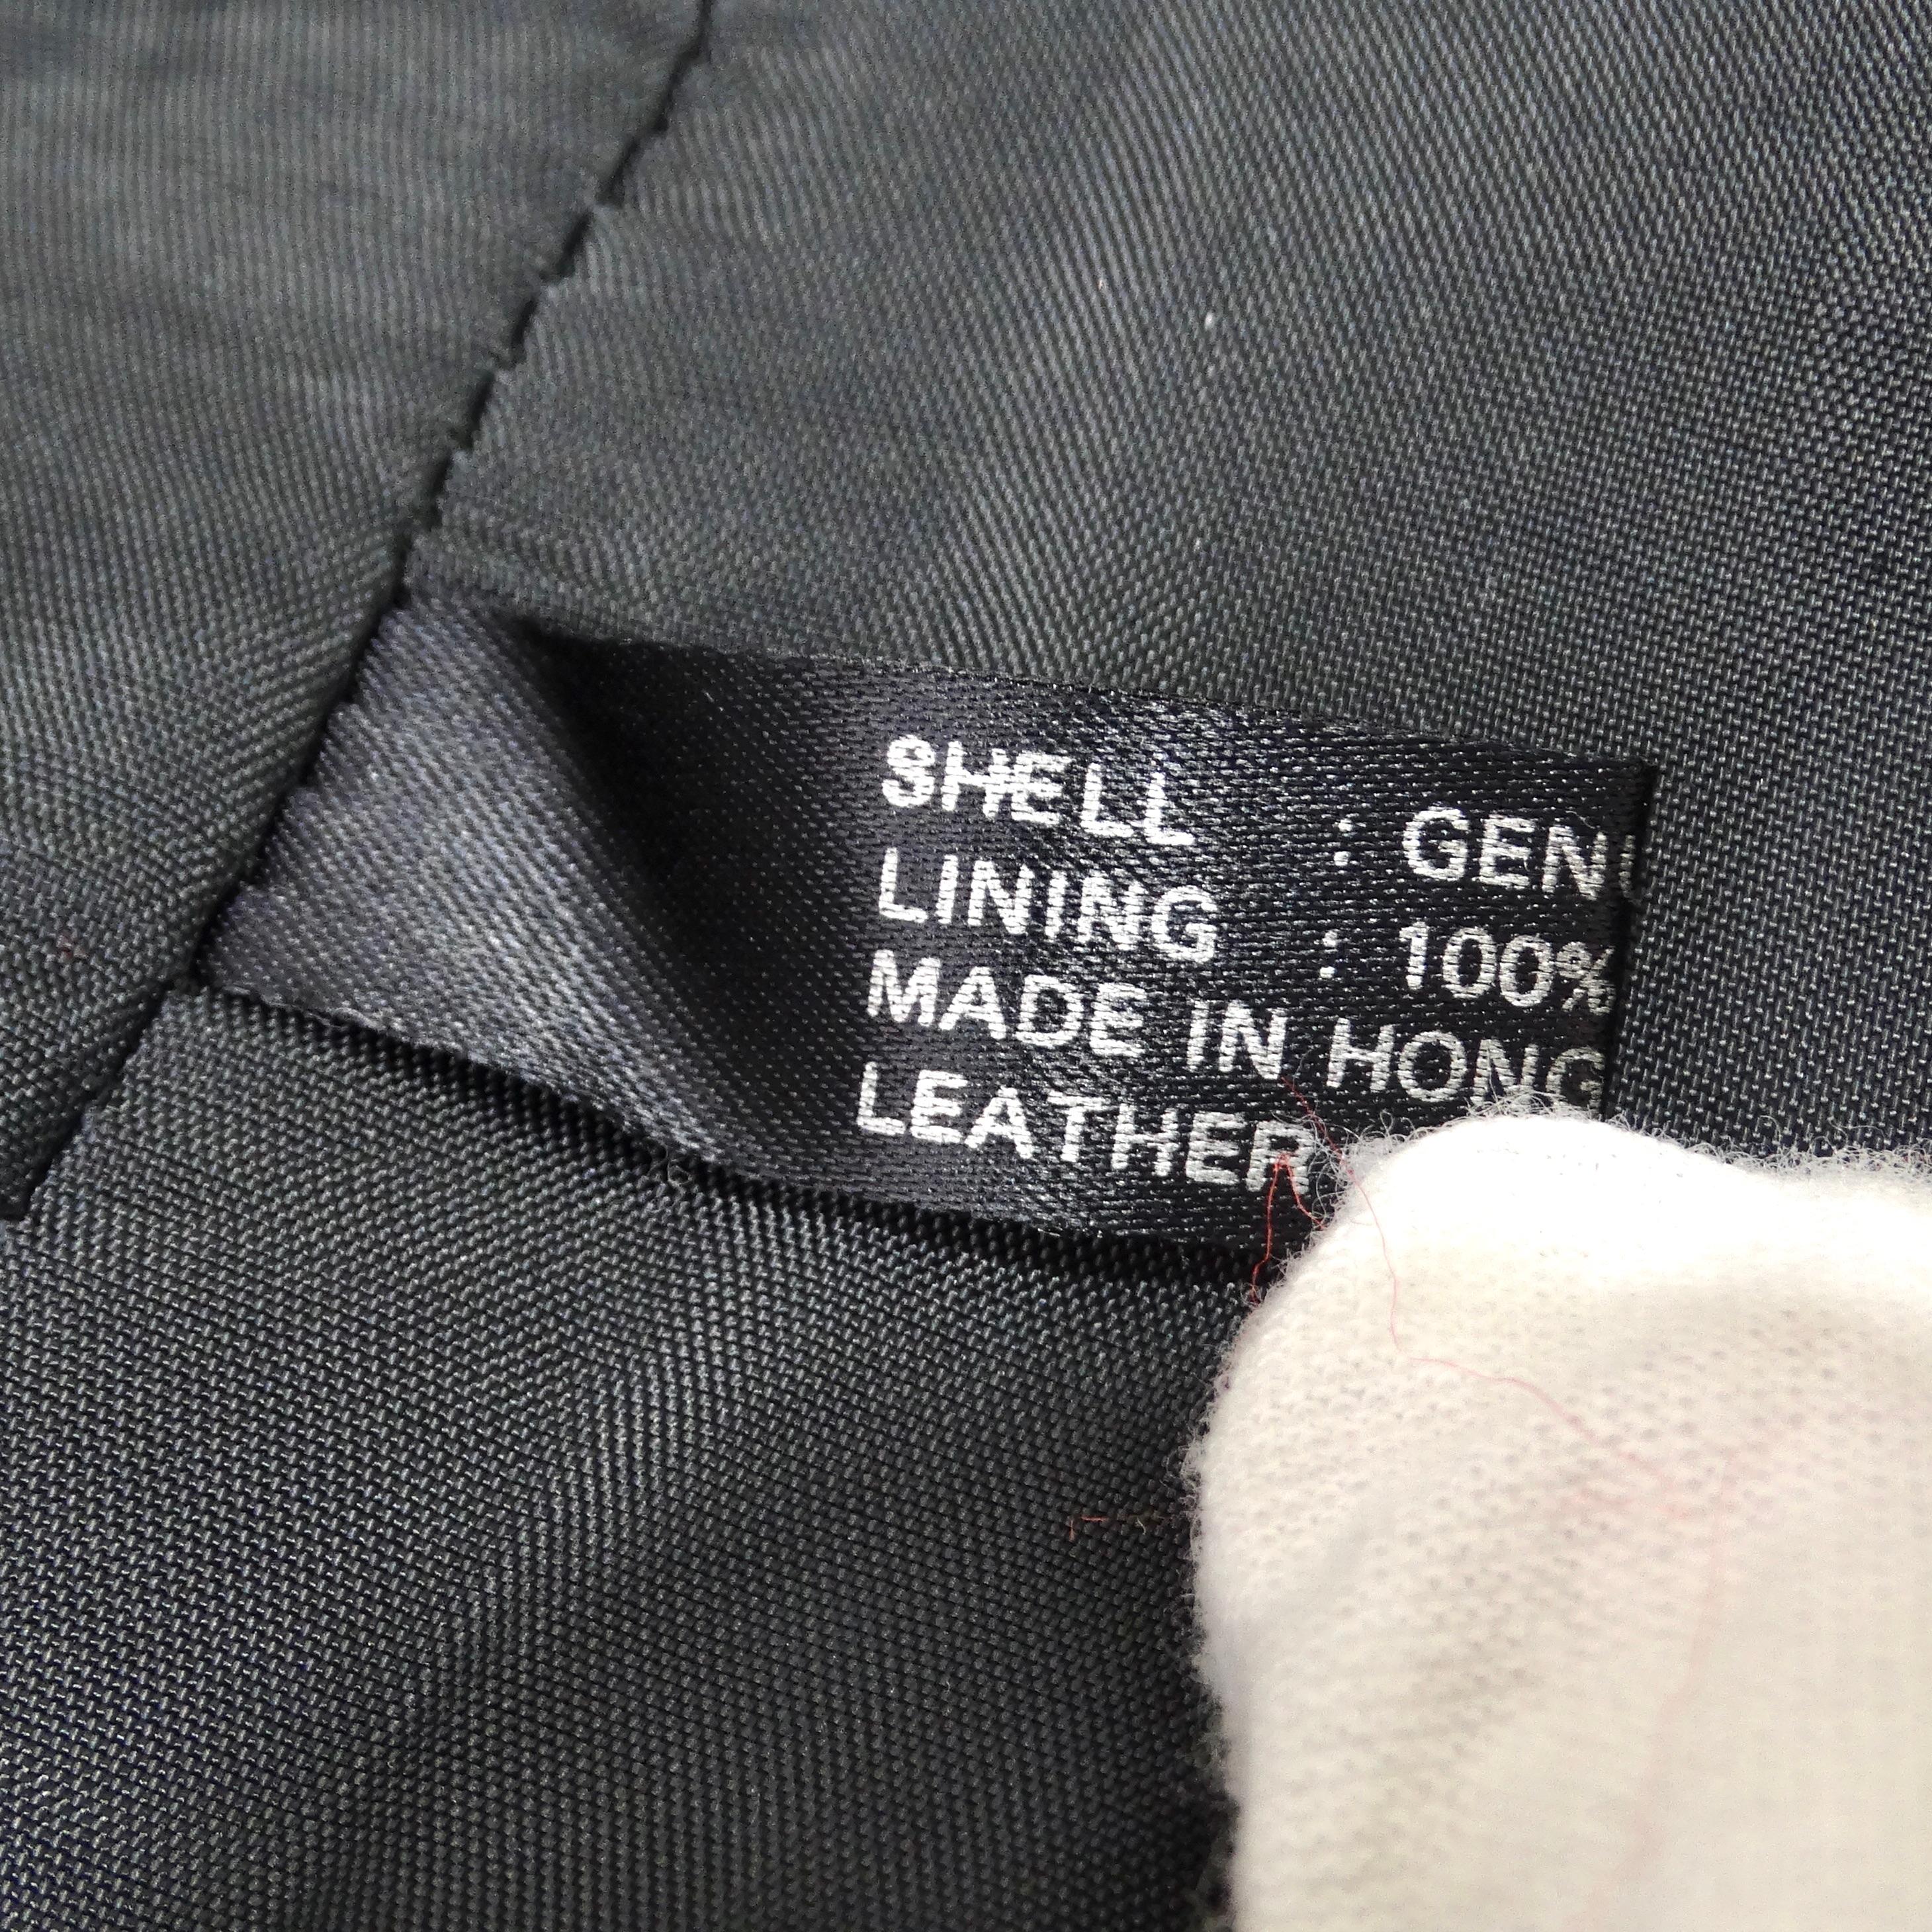 SHELL : GEN
LINING : 100%
MADE IN HONG
LEATHER